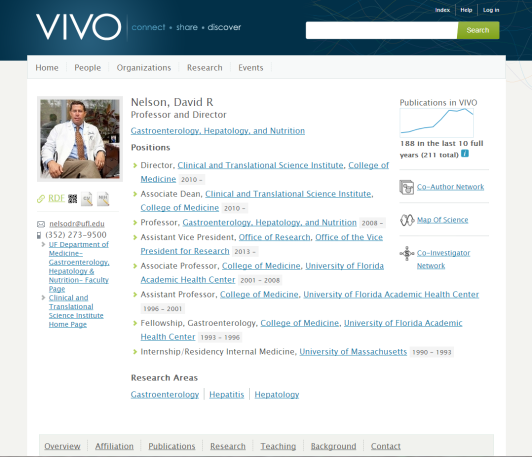 Index Help Log in
VIVO connect • share • discover
Search
Home People Organizations Research Events
Nelson, David R
Professor and Director
Gastroenterology, Hepatology, and Nutrition
Positions
Director, Clinical and Translational Science Institute, College of
Medicine 2010 -
Associate Dean, Clinical and Translational Science Institute,
College of Medicine 2010 -
Professor, Gastroenterology, Hepatology, and Nutrition 2008 -
Assistant Vice President, Office of Research, Office of the Vice
President for Research 2013 -
Associate Professor, College of Medicine, University of Florida
Academic Health Center 2001 - 2008
Assistant Professor, College of Medicine, University of Florida Academic Health Center
1996 - 2001
Fellowship, Gastroenterology, College of Medicine, University of Florida Academic
Health Center 1993 - 1996
Internship/Residency Internal Medicine, University of Massachusetts 1990 - 1993
Research Areas
Gastroenterology Hepatitis Hepatology
RDF
nelsodr@ufl.edu
(352) 273-9500
UF Department of
Medicine-
Gastroenterology,
Hepatology &
Nutrition- Faculty
Page
Clinical and
Translational
Science Institute
Home Page
Publications in VIVO
188 in the last 10 full
years (211 total) i
Co-Author Network
Map Of Science
Co-Investigator
Network
Overview Affiliation Publications Research Teaching Background Contact